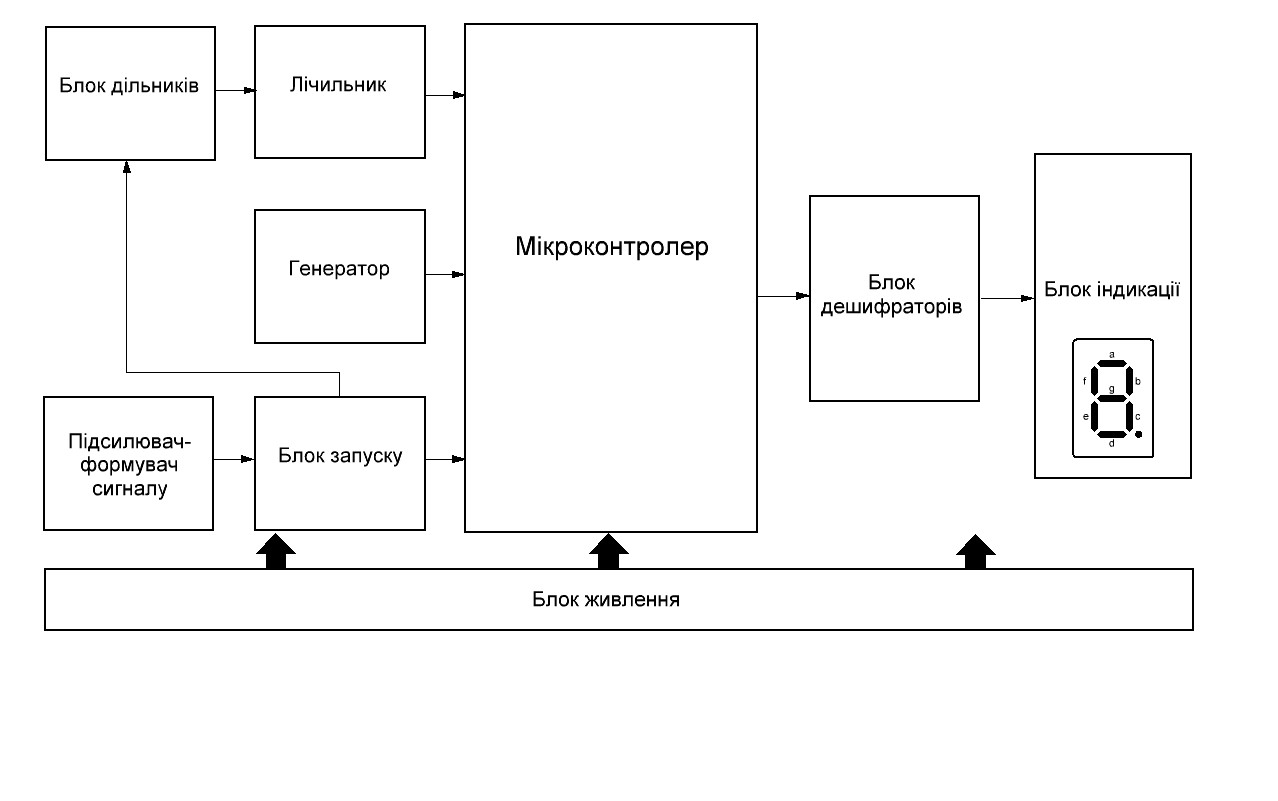 Блок дільників
Лічильник
Мікроконтролер
Генератор
Блок
дешифраторів
Блок індикації
a
f
b
g
e
c
d
Підсилювач-
формувач
сигналу
Блок запуску
Блок живлення